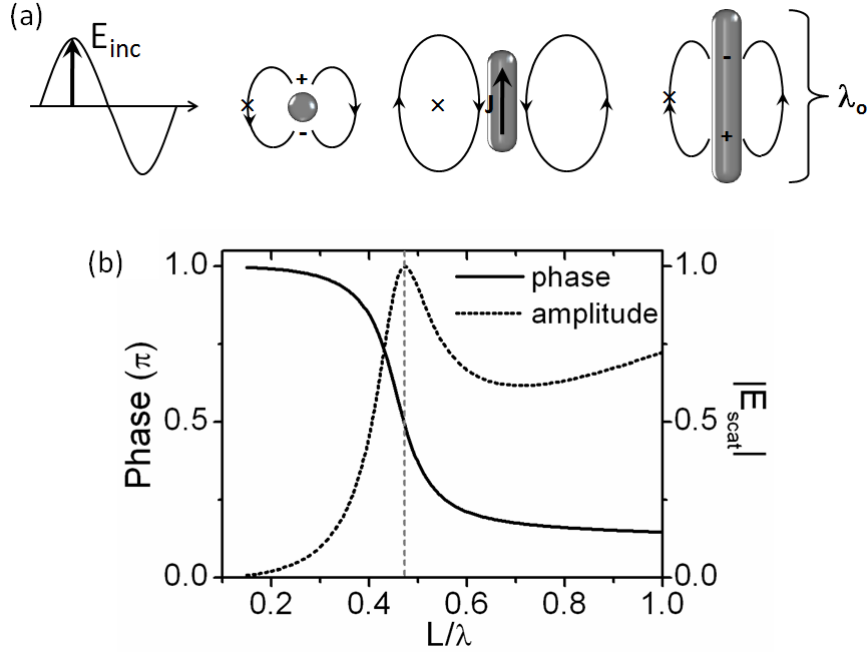 (a)
E_inc
+
-
×
×
J
×
-
+
λ_o
(b)
phase
amplitude
Phase (π)
1.0
0.5
0.0
1.0
0.5
0.0
|E_scat|
0.2 0.4 0.6 0.8 1.0
L/λ